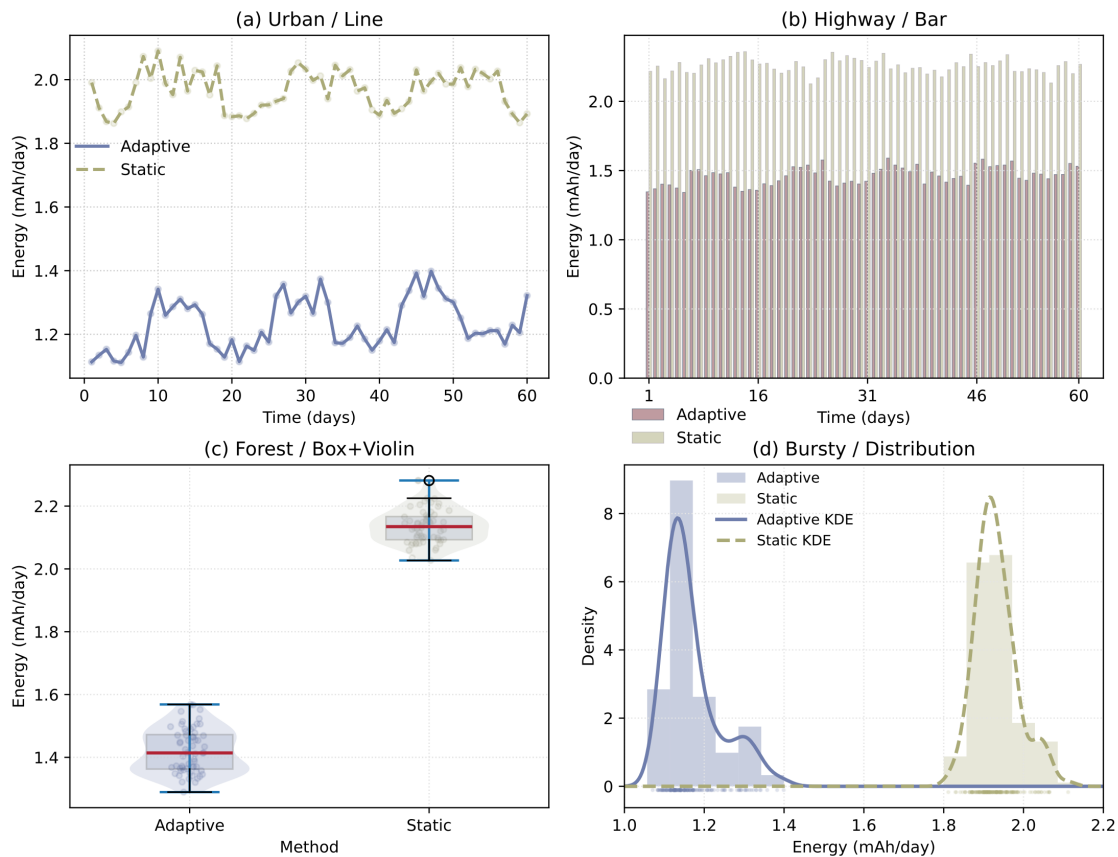 (a) Urban / Line
Energy (mAh/day)
2.0
1.8
1.6
1.4
1.2
Adaptive
Static
0 10 20 30 40 50 60
Time (days)
(b) Highway / Bar
Energy (mAh/day)
2.0
1.5
1.0
0.5
0.0
1 16 31 46 60
Time (days)
Adaptive
Static
(c) Forest / Box+Violin
Energy (mAh/day)
2.2
2.0
1.8
1.6
1.4
Adaptive Static
Method
(d) Bursty / Distribution
Density
8
6
4
2
0
Adaptive
Static
Adaptive KDE
Static KDE
1.0 1.2 1.4 1.6 1.8 2.0 2.2
Energy (mAh/day)